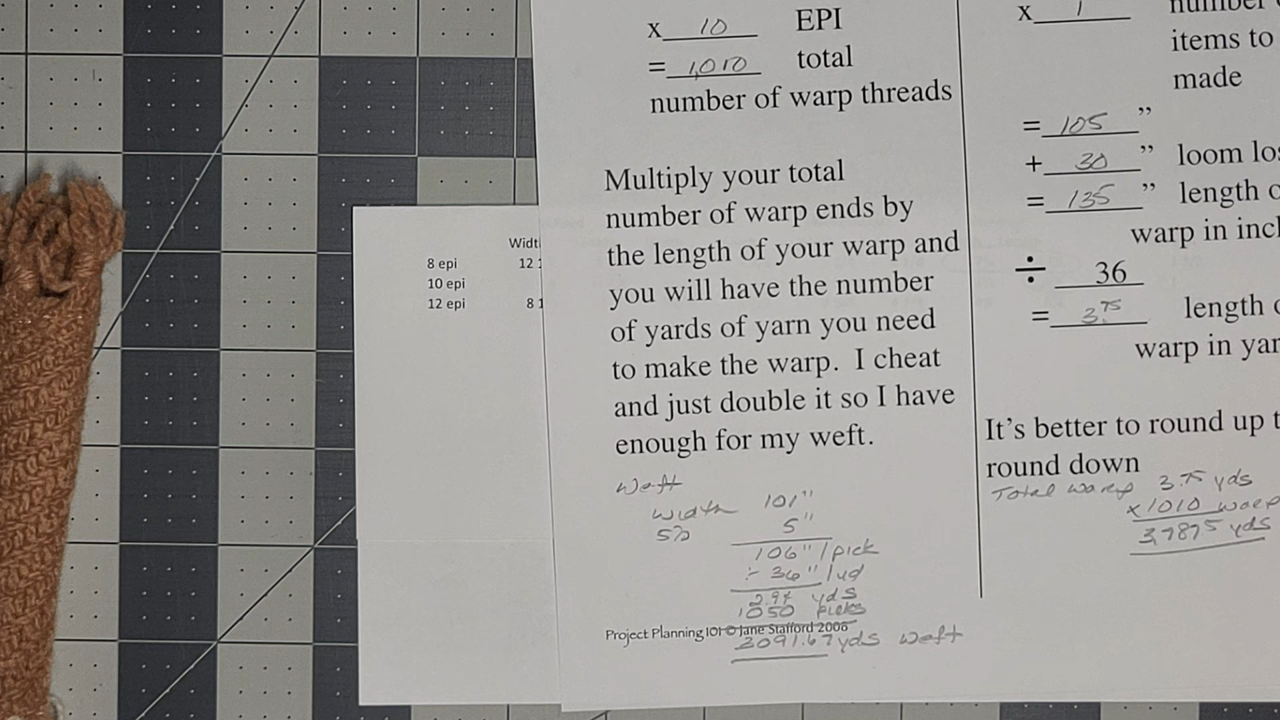 x 10 EPI
= 1,010 total
number of warp threads
Multiply your total
number of warp ends by
the length of your warp and
you will have the number
of yards of yarn you need
to make the warp. I cheat
and just double it so I have
enough for my weft.
Weft
Width 101"
5% 5"
106"/pick
÷ 36"/yd
2.94 yds
1050 picks
3091.67 yds weft
Project Planning 101 © Jane Stafford 2008
x 1
items to
made
= 105 ”
+ 30 ” loom
= 135 ” length
warp in
÷ 36
= 3.75 length
warp in
It's better to round up
round down
Total warp 3.75 yds
x 1010 warp
3,787.5 yds
8 epi 12
10 epi
12 epi 8